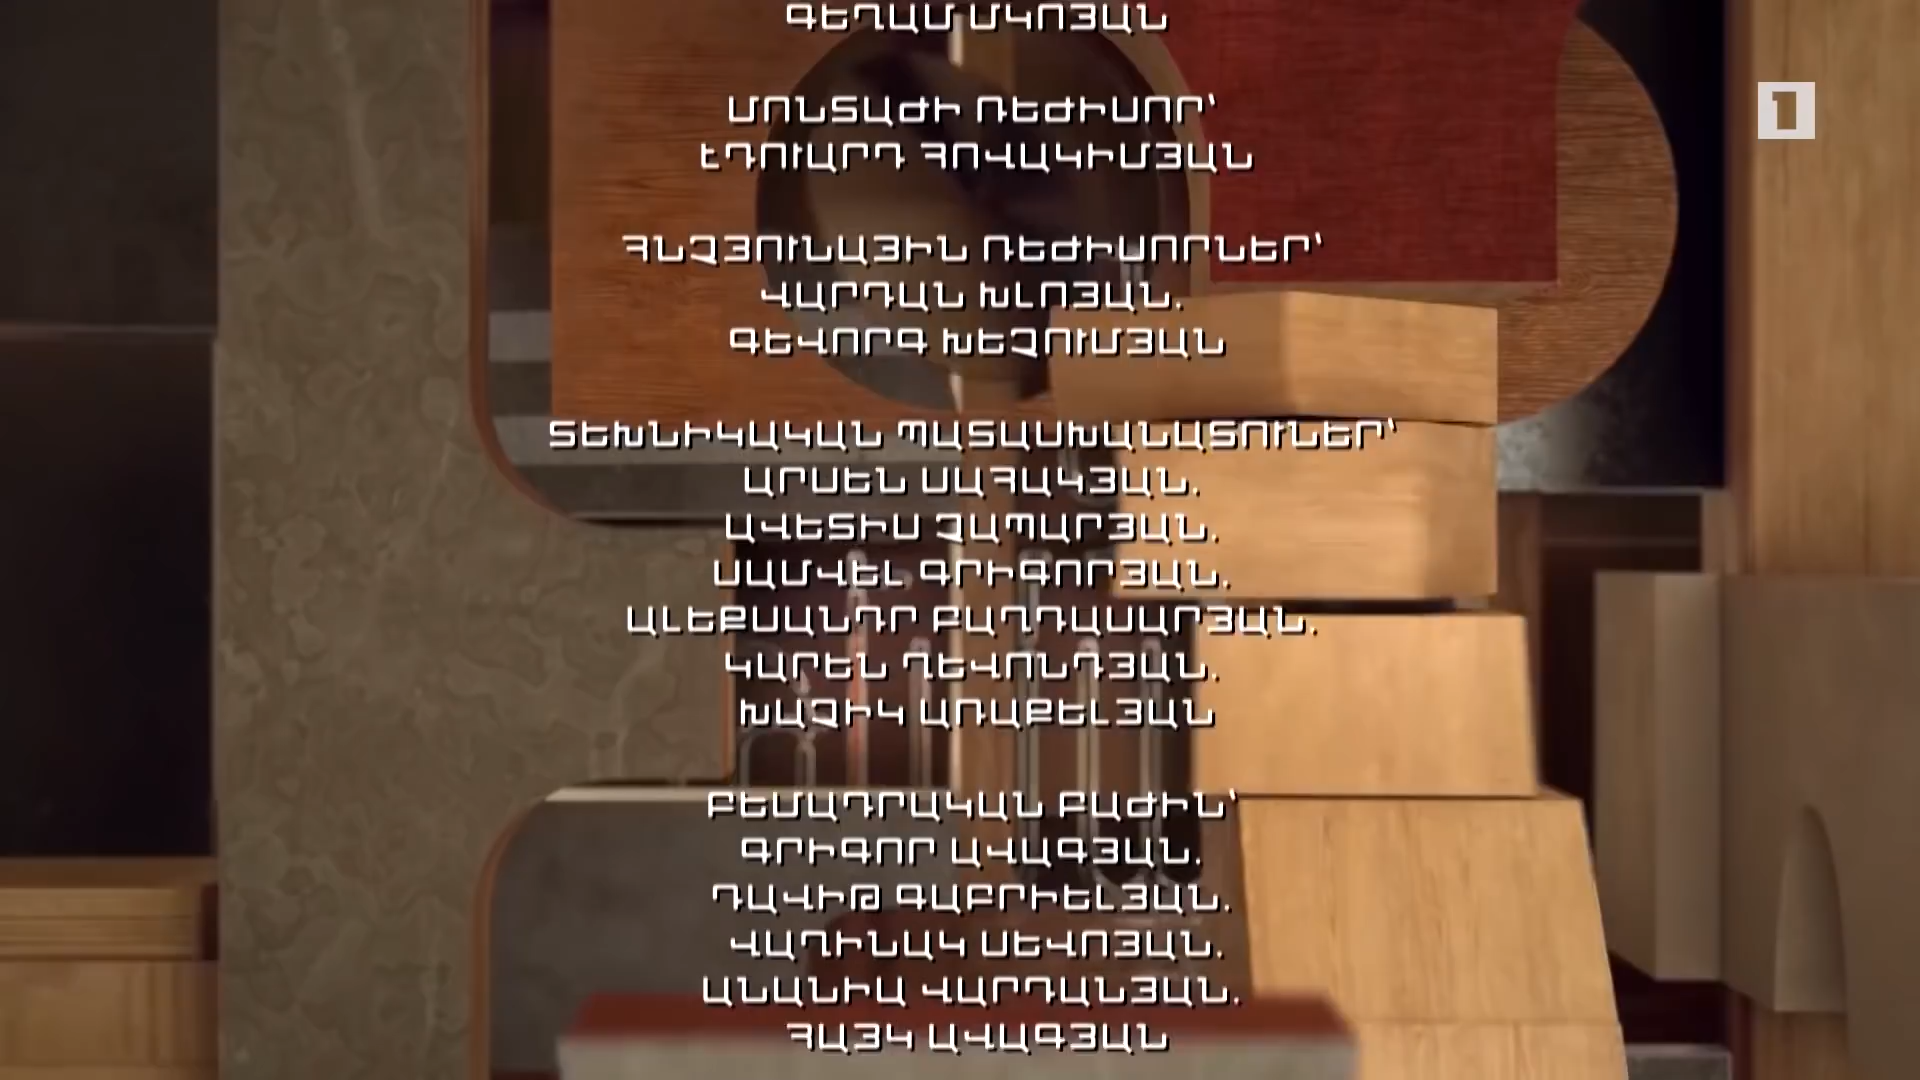 ԳԵՂԱՄ ՄԿՈՅԱՆ
ՄՈՆՏԱԺԻ ՌԵԺԻՍՈՐ՝
ԷԴՈՒԱՐԴ ՀՈՎԱԿԻՄՅԱՆ
ՀՆՉՅՈՒՆԱՅԻՆ ՌԵԺԻՍՈՐՆԵՐ՝
ՎԱՐԴԱՆ ԽԼՈՅԱՆ.
ԳԵՎՈՐԳ ԽԵՉՈՒՄՅԱՆ
ՏԵԽՆԻԿԱԿԱՆ ՊԱՏԱՍԽԱՆԱՏՈՒՆԵՐ՝
ԱՐՍԵՆ ՍԱՀԱԿՅԱՆ.
ԱՎԵՏԻՍ ՉԱՊԱՐՅԱՆ.
ՍԱՄՎԵԼ ԳՐԻԳՈՐՅԱՆ.
ԱԼԵՔՍԱՆԴՐ ԲԱՂԴԱՍԱՐՅԱՆ.
ԿԱՐԵՆ ՂԵՎՈՆԴՅԱՆ.
ԽԱՉԻԿ ԱՌԱՔԵԼՅԱՆ
ԲԵՄԱԴՐԱԿԱՆ ԲԱԺԻՆ՝
ԳՐԻԳՈՐ ԱՎԱԳՅԱՆ.
ԴԱՎԻԹ ԳԱԲՐԻԵԼՅԱՆ.
ՎԱՂԻՆԱԿ ՍԵՎՈՅԱՆ.
ԱՆԱՆԻԱ ՎԱՐԴԱՆՅԱՆ.
ՀԱՅԿ ԱՎԱԳՅԱՆ
1